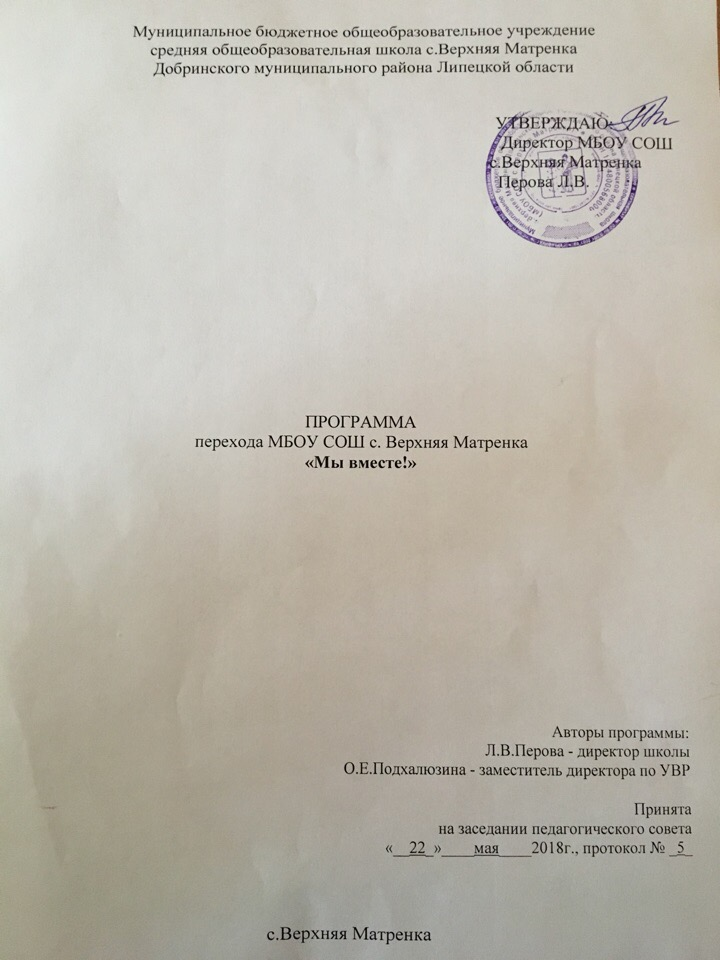 Муниципальное бюджетное общеобразовательное учреждение
средняя общеобразовательная школа с.Верхняя Матренка
Добринского муниципального района Липецкой области
УТВЕРЖДАЮ:
Директор МБОУ СОШ
с.Верхняя Матренка
Перова Л.В.
ПРОГРАММА
перехода МБОУ СОШ с. Верхняя Матренка
«Мы вместе!»
Авторы программы:
Л.В.Перова - директор школы
О.Е.Подхалюзина - заместитель директора по УВР
Принята
на заседании педагогического совета
«__22_»____мая____2018г., протокол № _5_
с.Верхняя Матренка